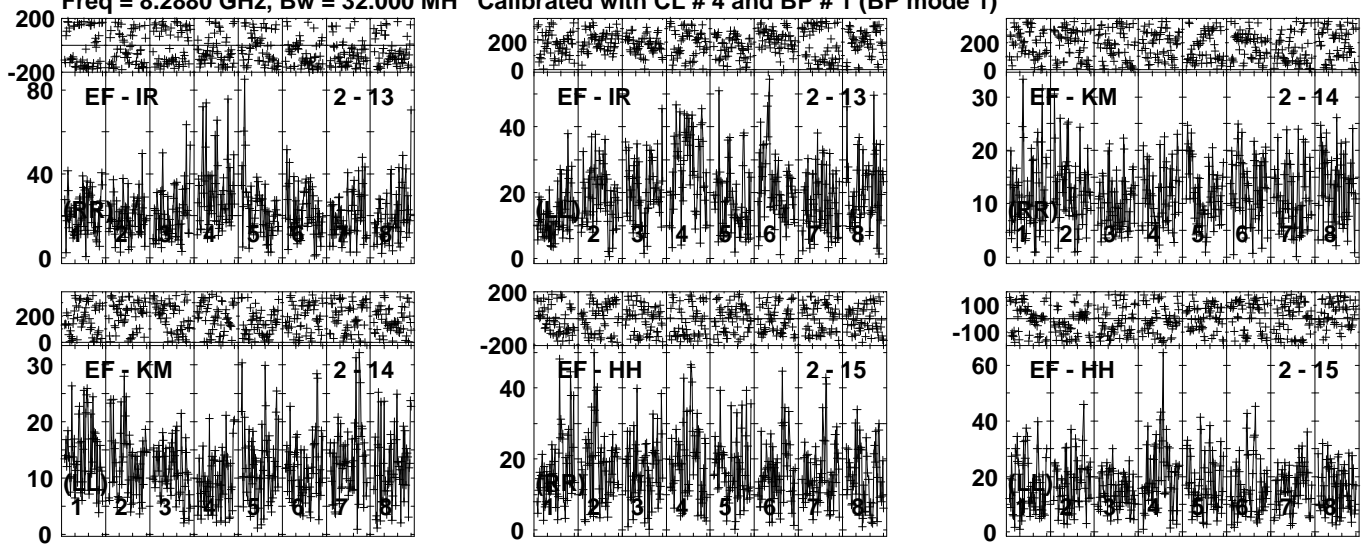 Freq = 8.2880 GHz, Bw = 32.000 MH Calibrated with CL # 4 and BP # 1 (BP mode 1)
200
-200
80
40
0
EF - IR 2 - 13
(RR)
1 2 3 4 5 6 7 8
200
0
40
20
0
EF - IR 2 - 13
(LL)
1 2 3 4 5 6 7 8
200
0
30
20
10
0
EF - KM 2 - 14
(RR)
1 2 3 4 5 6 7 8
200
0
30
20
10
0
EF - KM 2 - 14
(LL)
1 2 3 4 5 6 7 8
200
-200
40
20
0
EF - HH 2 - 15
(RR)
1 2 3 4 5 6 7 8
100
-100
60
40
20
0
EF - HH 2 - 15
(LL)
1 2 3 4 5 6 7 8